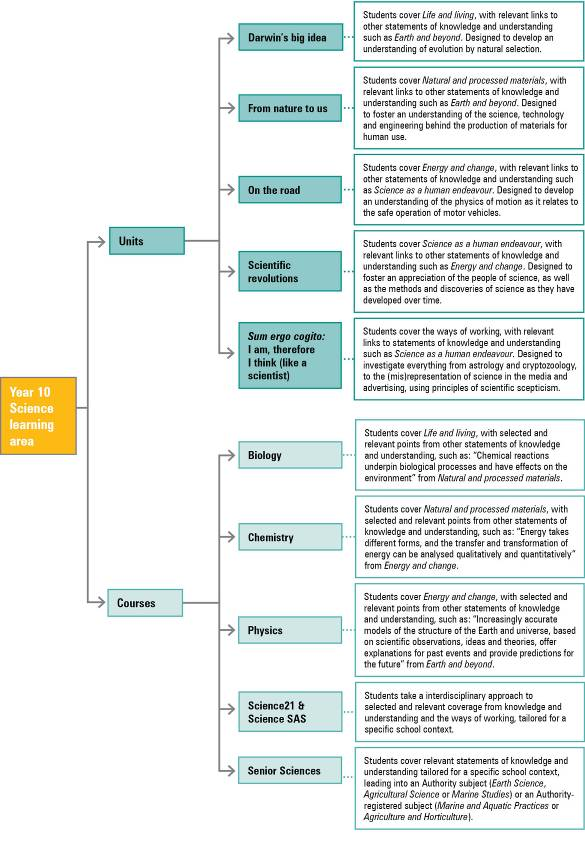 Year 10
Science
learning
area
Units
Darwin's big idea
Students cover Life and living, with relevant links to
other statements of knowledge and understanding
such as Earth and beyond. Designed to develop an
understanding of evolution by natural selection.
From nature to us
Students cover Natural and processed materials, with
relevant links to other statements of knowledge and
understanding such as Earth and beyond. Designed
to foster an understanding of the science, technology
and engineering behind the production of materials for
human use.
On the road
Students cover Energy and change, with relevant links to
other statements of knowledge and understanding such
as Science as a human endeavour. Designed to develop
an understanding of the physics of motion as it relates to
the safe operation of motor vehicles.
Scientific
revolutions
Students cover Science as a human endeavour, with
relevant links to other statements of knowledge and
understanding such as Energy and change. Designed to
foster an appreciation of the people of science, as well
as the methods and discoveries of science as they have
developed over time.
Sum ergo cogito:
I am, therefore
I think (like a
scientist)
Students cover the ways of working, with relevant
links to statements of knowledge and understanding
such as Science as a human endeavour. Designed to
investigate everything from astrology and cryptozoology,
to the (mis)representation of science in the media and
advertising, using principles of scientific scepticism.
Courses
Biology
Students cover Life and living, with selected and
relevant points from other statements of knowledge
and understanding, such as: "Chemical reactions
underpin biological processes and have effects on the
environment" from Natural and processed materials.
Chemistry
Students cover Natural and processed materials, with
selected and relevant points from other statements of
knowledge and understanding, such as: "Energy takes
different forms, and the transfer and transformation of
energy can be analysed qualitatively and quantitatively"
from Energy and change.
Physics
Students cover Energy and change, with selected and
relevant points from other statements of knowledge
and understanding, such as: "Increasingly accurate
models of the structure of the Earth and universe, based
on scientific observations, ideas and theories, offer
explanations for past events and provide predictions for
the future" from Earth and beyond.
Science21 &
Science SAS
Students take a interdisciplinary approach to
selected and relevant coverage from knowledge and
understanding and the ways of working, tailored for a
specific school context.
Senior Sciences
Students cover relevant statements of knowledge and
understanding tailored for a specific school context,
leading into an Authority subject (Earth Science,
Agricultural Science or Marine Studies) or an Authority-
registered subject (Marine and Aquatic Practices or
Agriculture and Horticulture).